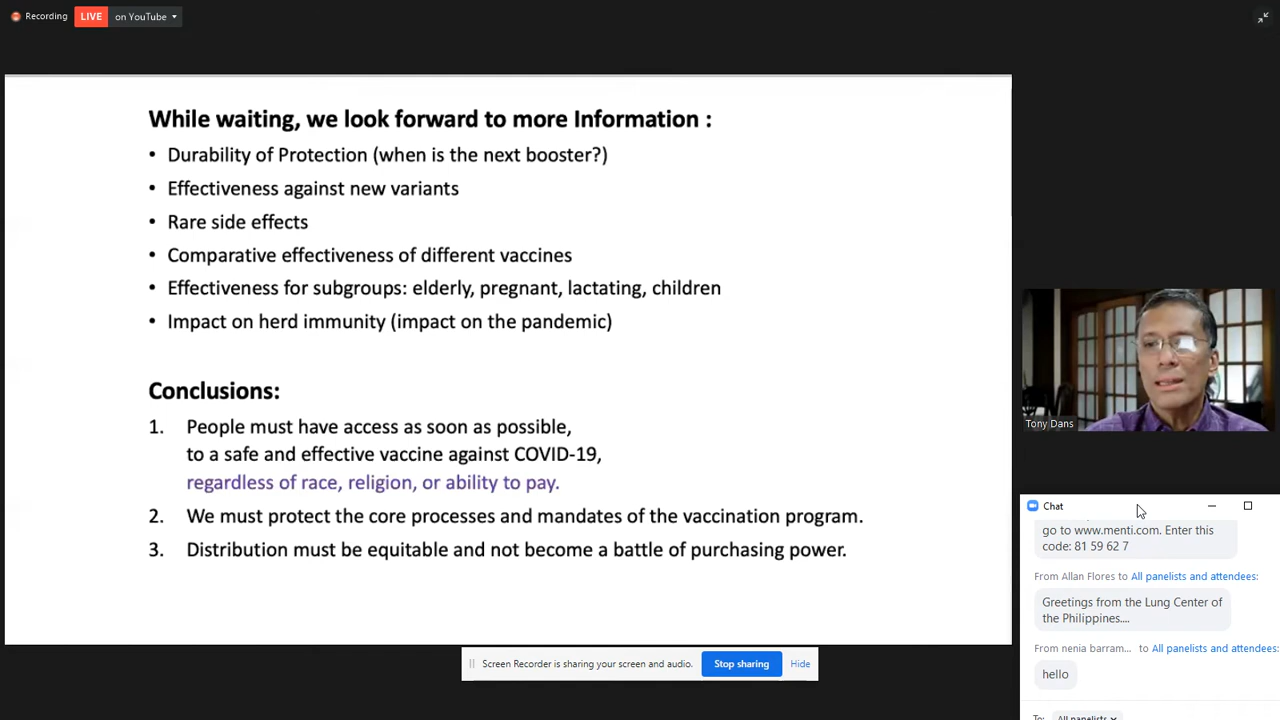 Recording LIVE on YouTube
While waiting, we look forward to more Information :
• Durability of Protection (when is the next booster?)
• Effectiveness against new variants
• Rare side effects
• Comparative effectiveness of different vaccines
• Effectiveness for subgroups: elderly, pregnant, lactating, children
• Impact on herd immunity (impact on the pandemic)
Conclusions:
1. People must have access as soon as possible,
to a safe and effective vaccine against COVID-19,
regardless of race, religion, or ability to pay.
2. We must protect the core processes and mandates of the vaccination program.
3. Distribution must be equitable and not become a battle of purchasing power.
Screen Recorder is sharing your screen and audio. Stop sharing Hide
Tony Dans
Chat
go to www.menti.com. Enter this
code: 81 59 62 7
From Allan Flores to All panelists and attendees:
Greetings from the Lung Center of
the Philippines....
From nenia barram... to All panelists and attendees:
hello
To: All panelists